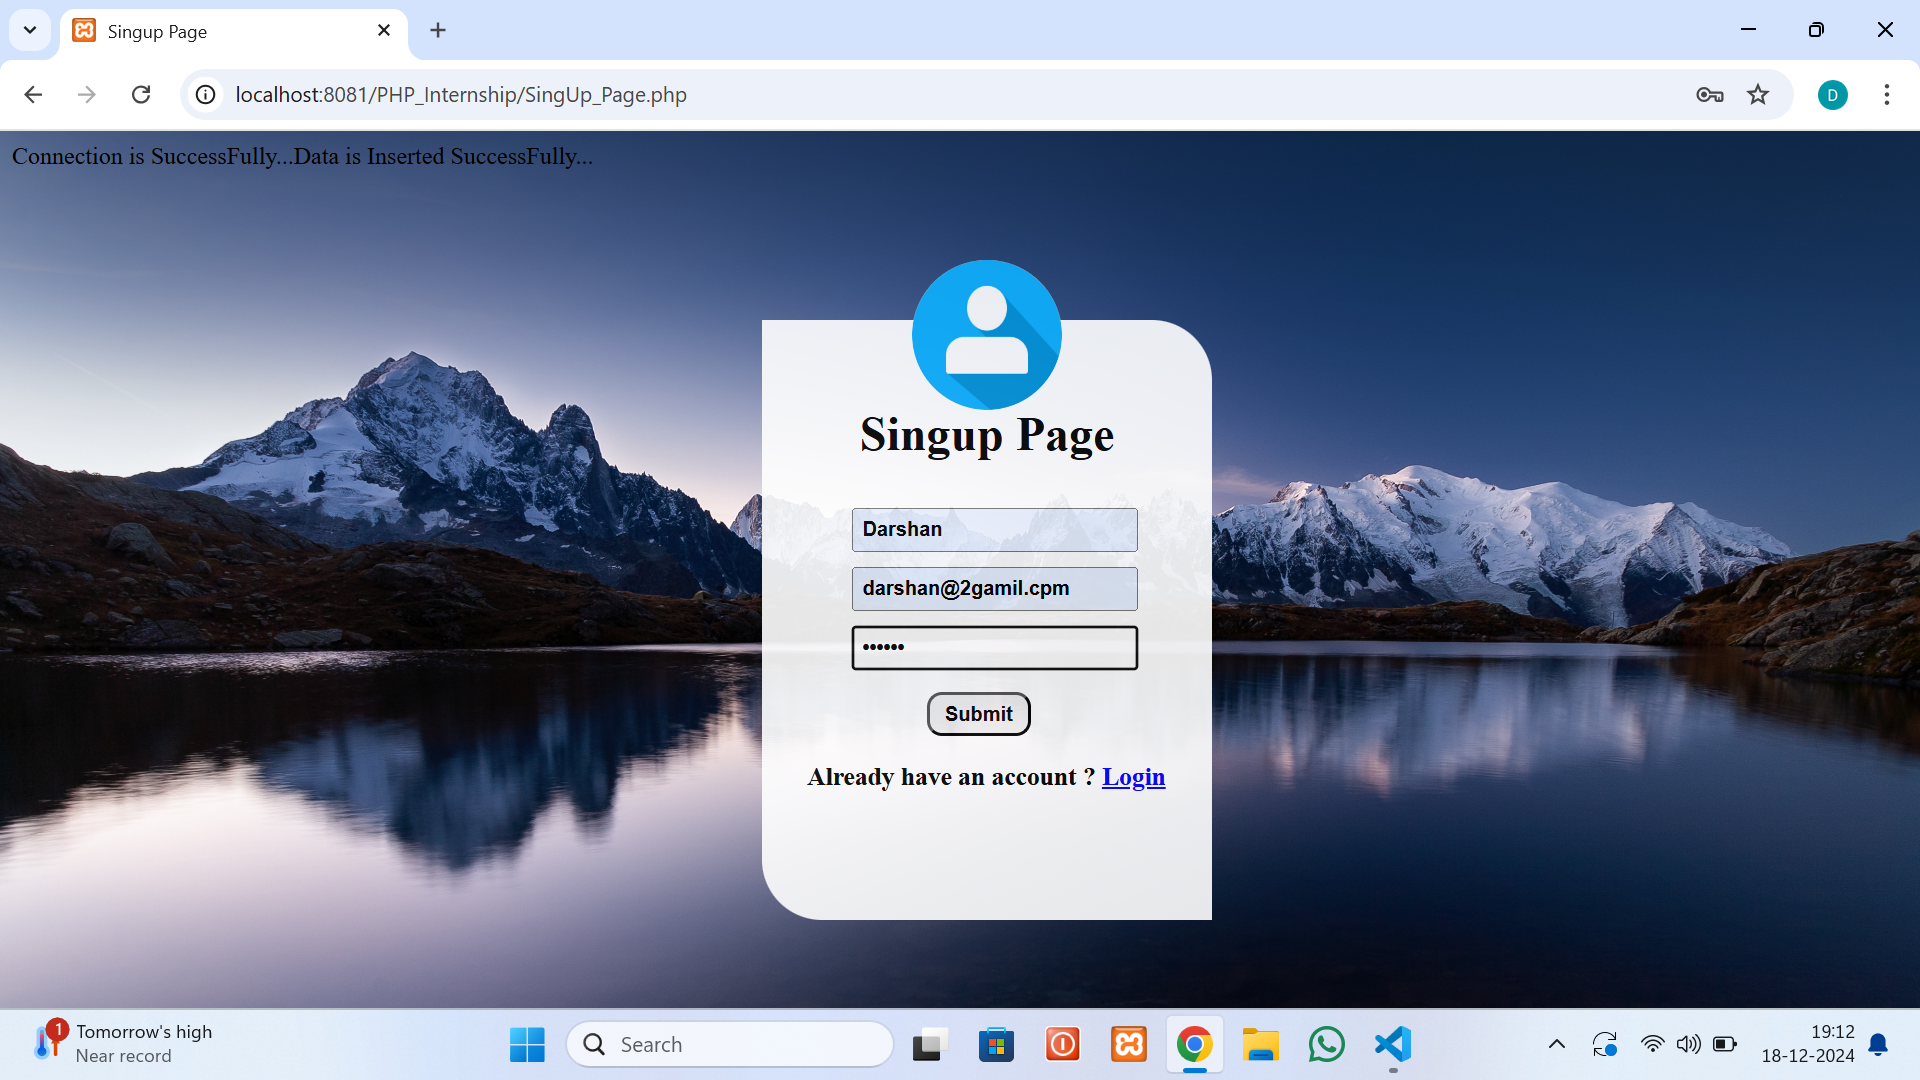 Singup Page
localhost:8081/PHP_Internship/SingUp_Page.php
D
Connection is SuccessFully...Data is Inserted SuccessFully...
Singup Page
Darshan
darshan@2gamil.cpm
••••••
Submit
Already have an account ? Login
1
Tomorrow's high
Near record
Search
19:12
18-12-2024